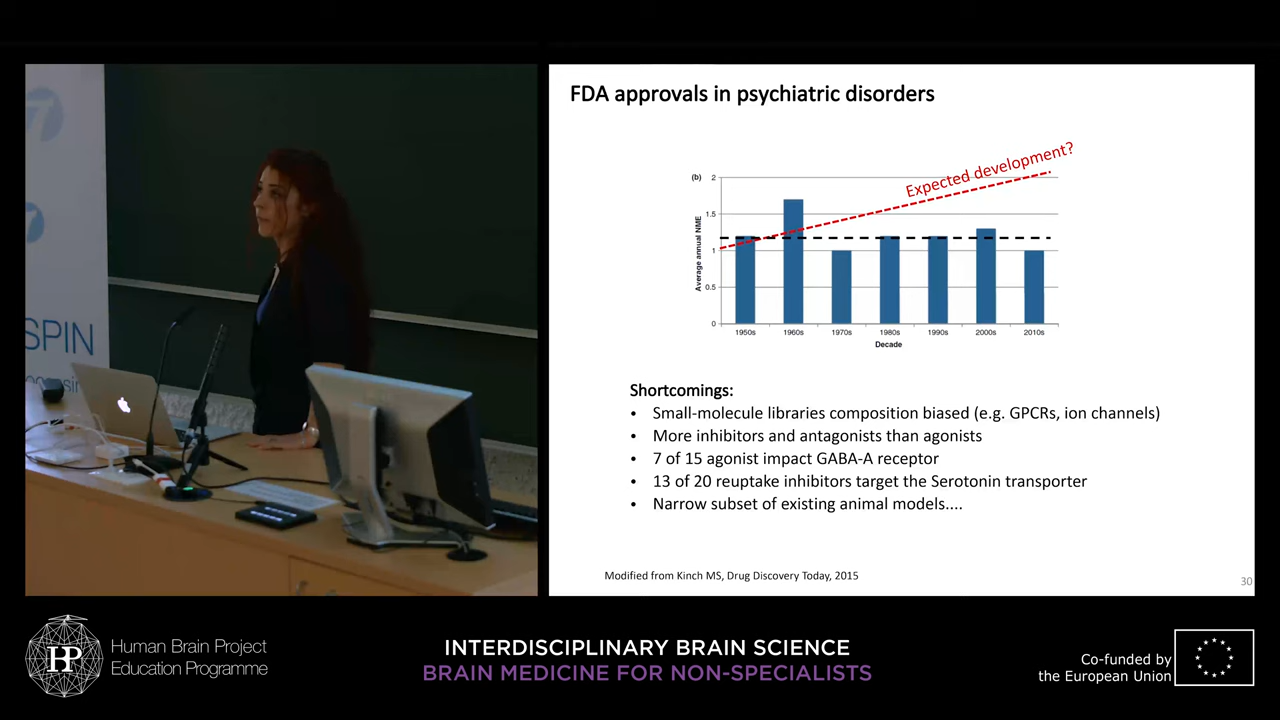 SPIN
FDA approvals in psychiatric disorders
Expected development?
(b)
2
1.5
1
0.5
0
Average annual NME
1950s 1960s 1970s 1980s 1990s 2000s 2010s
Decade
Shortcomings:
• Small-molecule libraries composition biased (e.g. GPCRs, ion channels)
• More inhibitors and antagonists than agonists
• 7 of 15 agonist impact GABA-A receptor
• 13 of 20 reuptake inhibitors target the Serotonin transporter
• Narrow subset of existing animal models....
Modified from Kinch MS, Drug Discovery Today, 2015
30
Human Brain Project
Education Programme
INTERDISCIPLINARY BRAIN SCIENCE
BRAIN MEDICINE FOR NON-SPECIALISTS
Co-funded by
the European Union